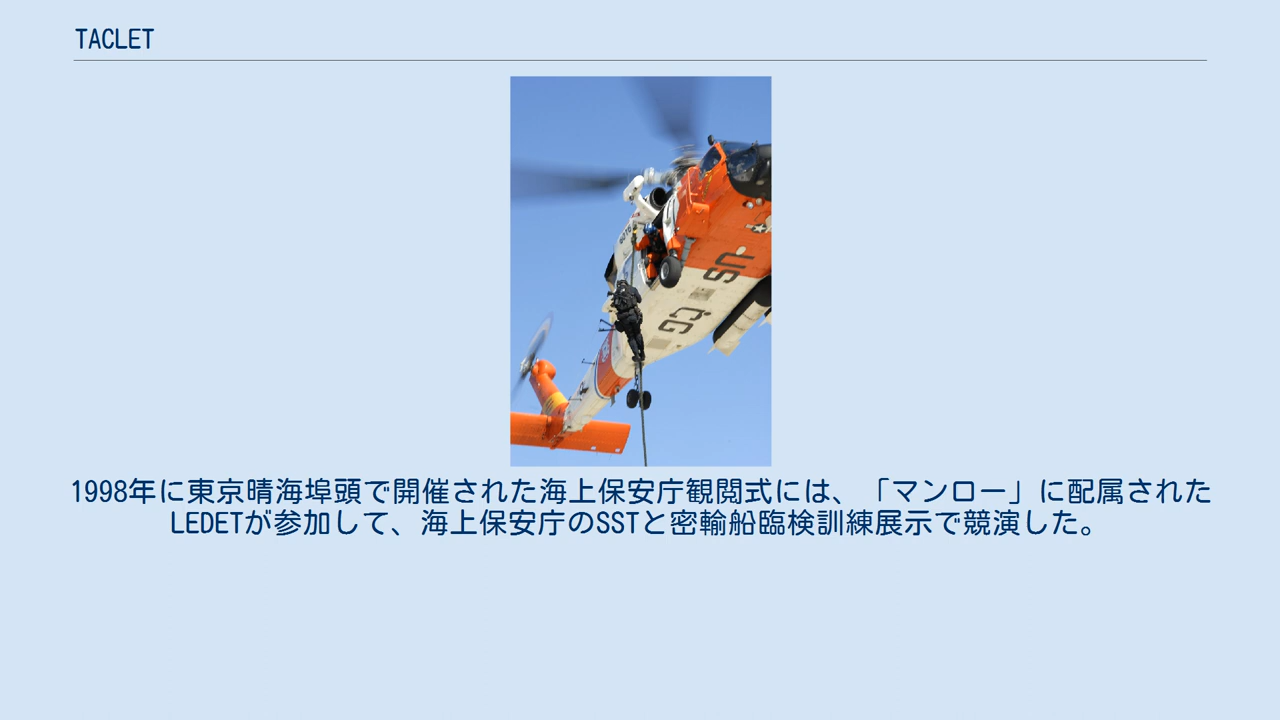 TACLET
US
CG
1998年に東京晴海埠頭で開催された海上保安庁観閲式には、「マンロー」に配属された
LEDETが参加して、海上保安庁のSSTと密輸船臨検訓練展示で競演した。